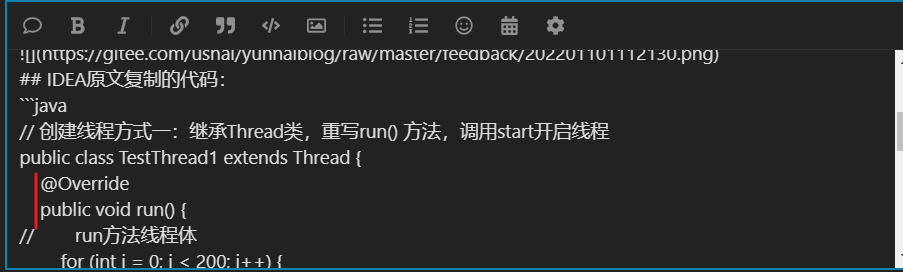 ![](https://gitee.com/ushai/yunhaiblog/raw/master/feedback/202201101112130.png)
## IDEA原文复制的代码：
```java
// 创建线程方式一：继承Thread类，重写run() 方法，调用start开启线程
public class TestThread1 extends Thread {
    @Override
    public void run() {
//        run方法线程体
        for (int i = 0; i < 200; i++) {